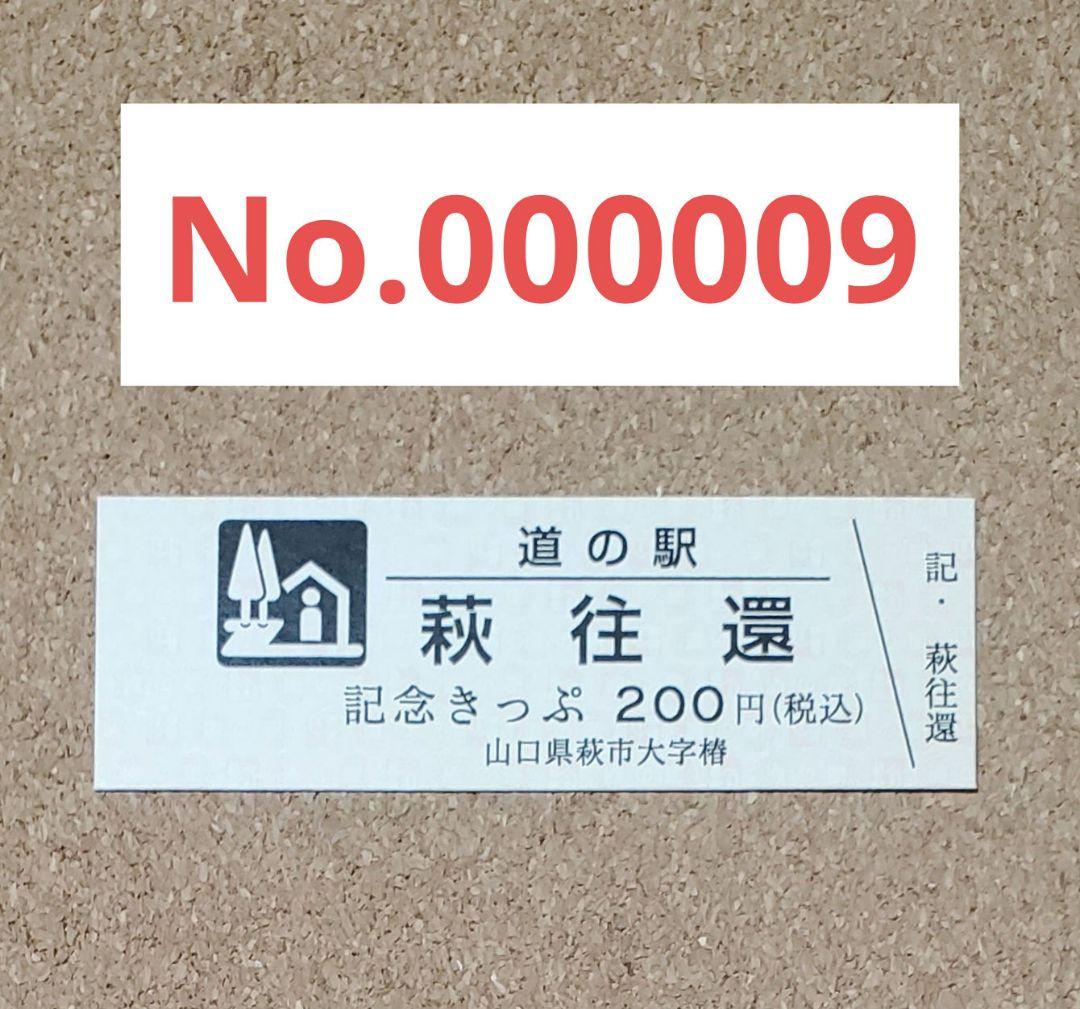 No.000009
道の駅
萩往還
記念きっぷ 200円(税込)
山口県萩市大字椿
記・萩往還